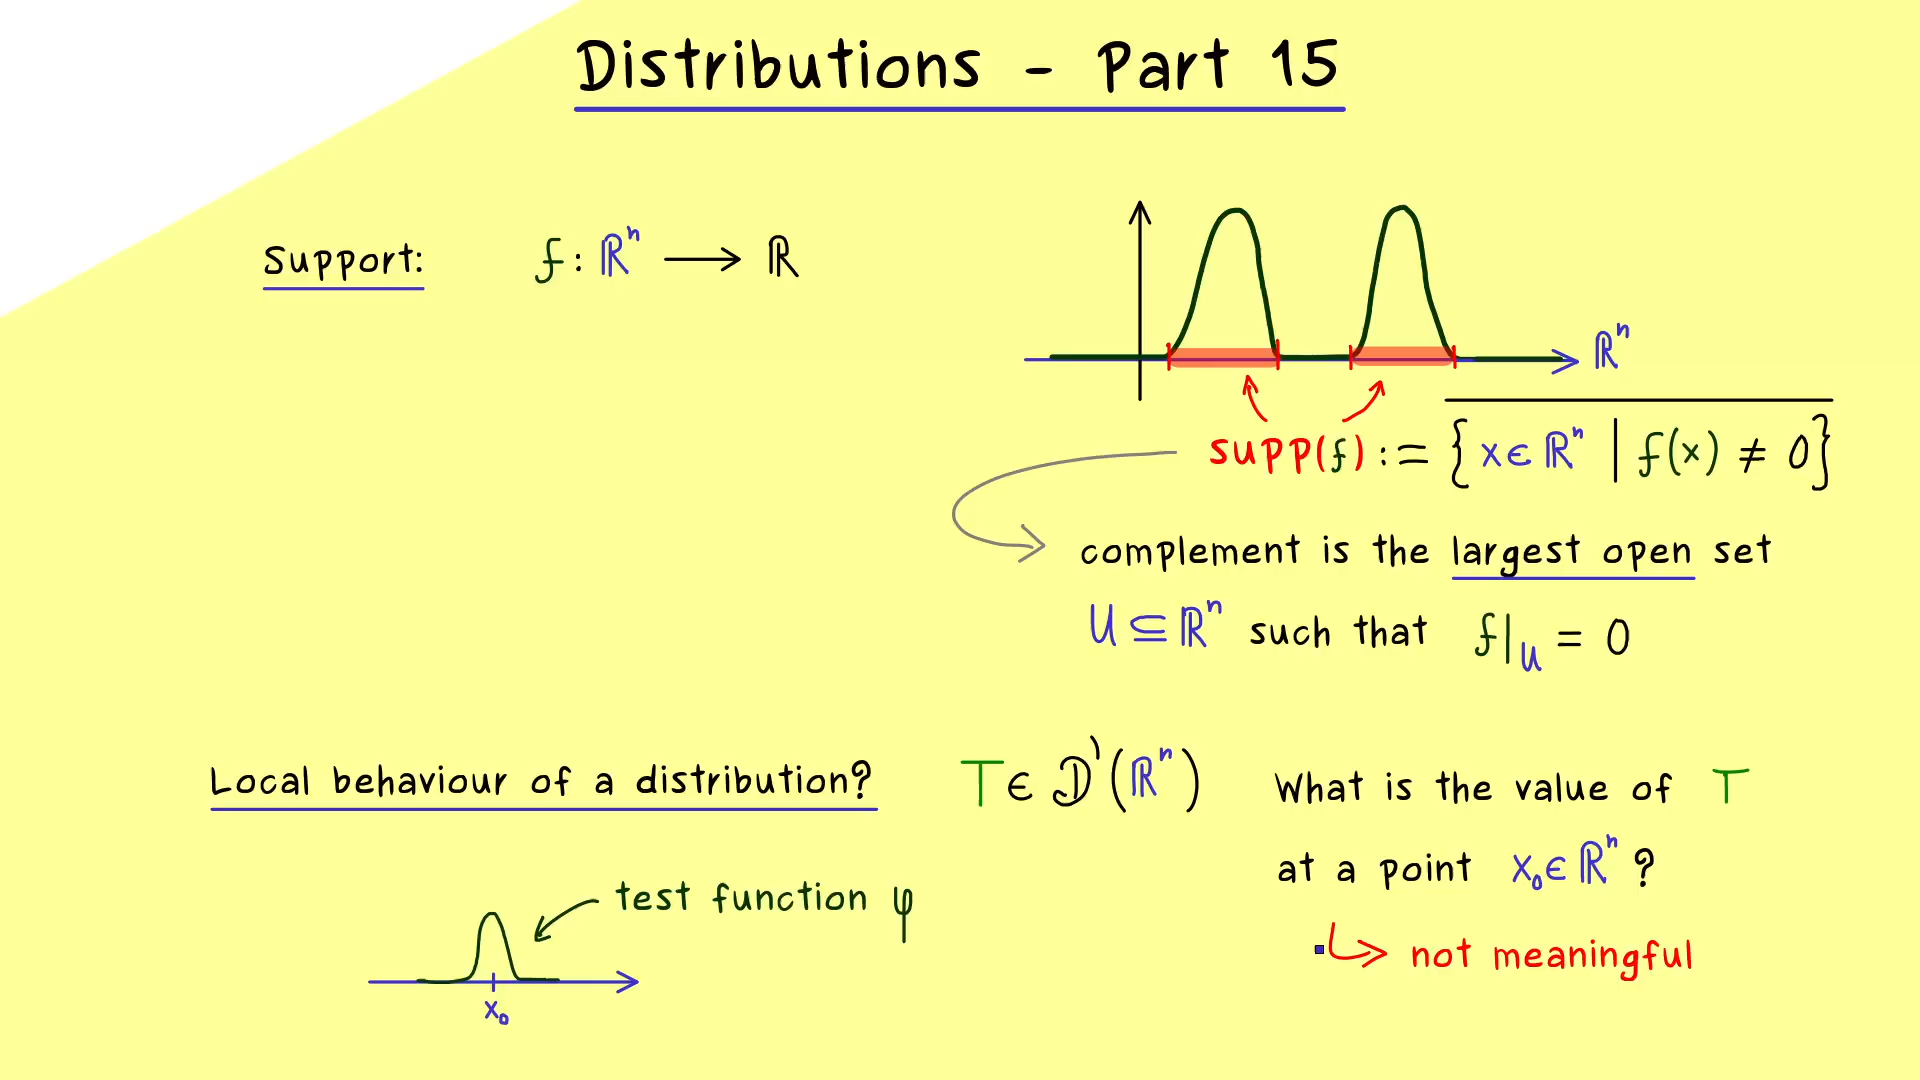 Distributions - Part 15
Support: f: ℝⁿ ⟶ ℝ
ℝⁿ
supp(f) := \overline{{ x ∈ ℝⁿ | f(x) ≠ 0 }}
complement is the largest open set
U ⊆ ℝⁿ such that f|_U = 0
Local behaviour of a distribution? T ∈ 𝒟'(ℝⁿ) What is the value of T
at a point x₀ ∈ ℝⁿ ?
test function φ
not meaningful
x₀